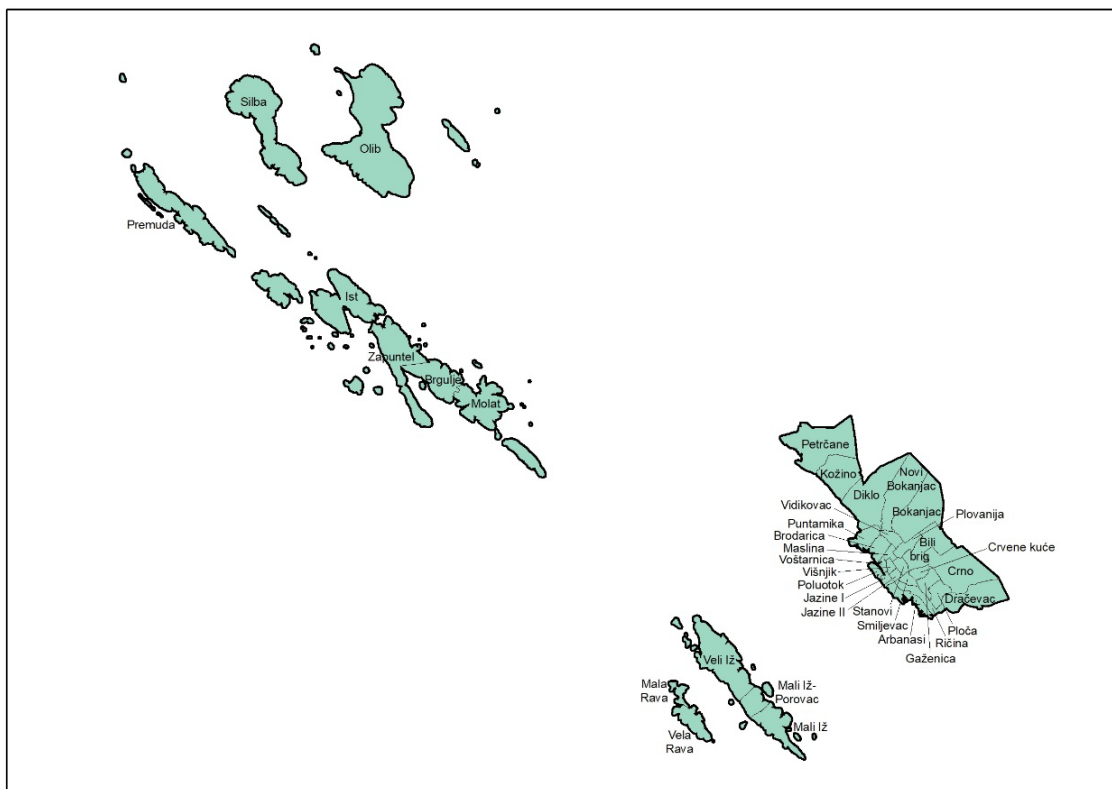 Silba
Olib
Premuda
Ist
Zapuntel
Brgulje
Molat
Petrčane
Kožino
Novi
Bokanjac
Diklo
Vidikovac
Bokanjac
Plovanija
Puntamika
Brodarica
Bili
brig
Maslina
Crvene kuće
Voštarnica
Višnjik
Crno
Poluotok
Jazine I
Dračevac
Jazine II
Stanovi
Smiljevac
Ploča
Arbanasi
Ričina
Gaženica
Veli Iž
Mala
Rava
Mali Iž-
Porovac
Mali Iž
Vela
Rava